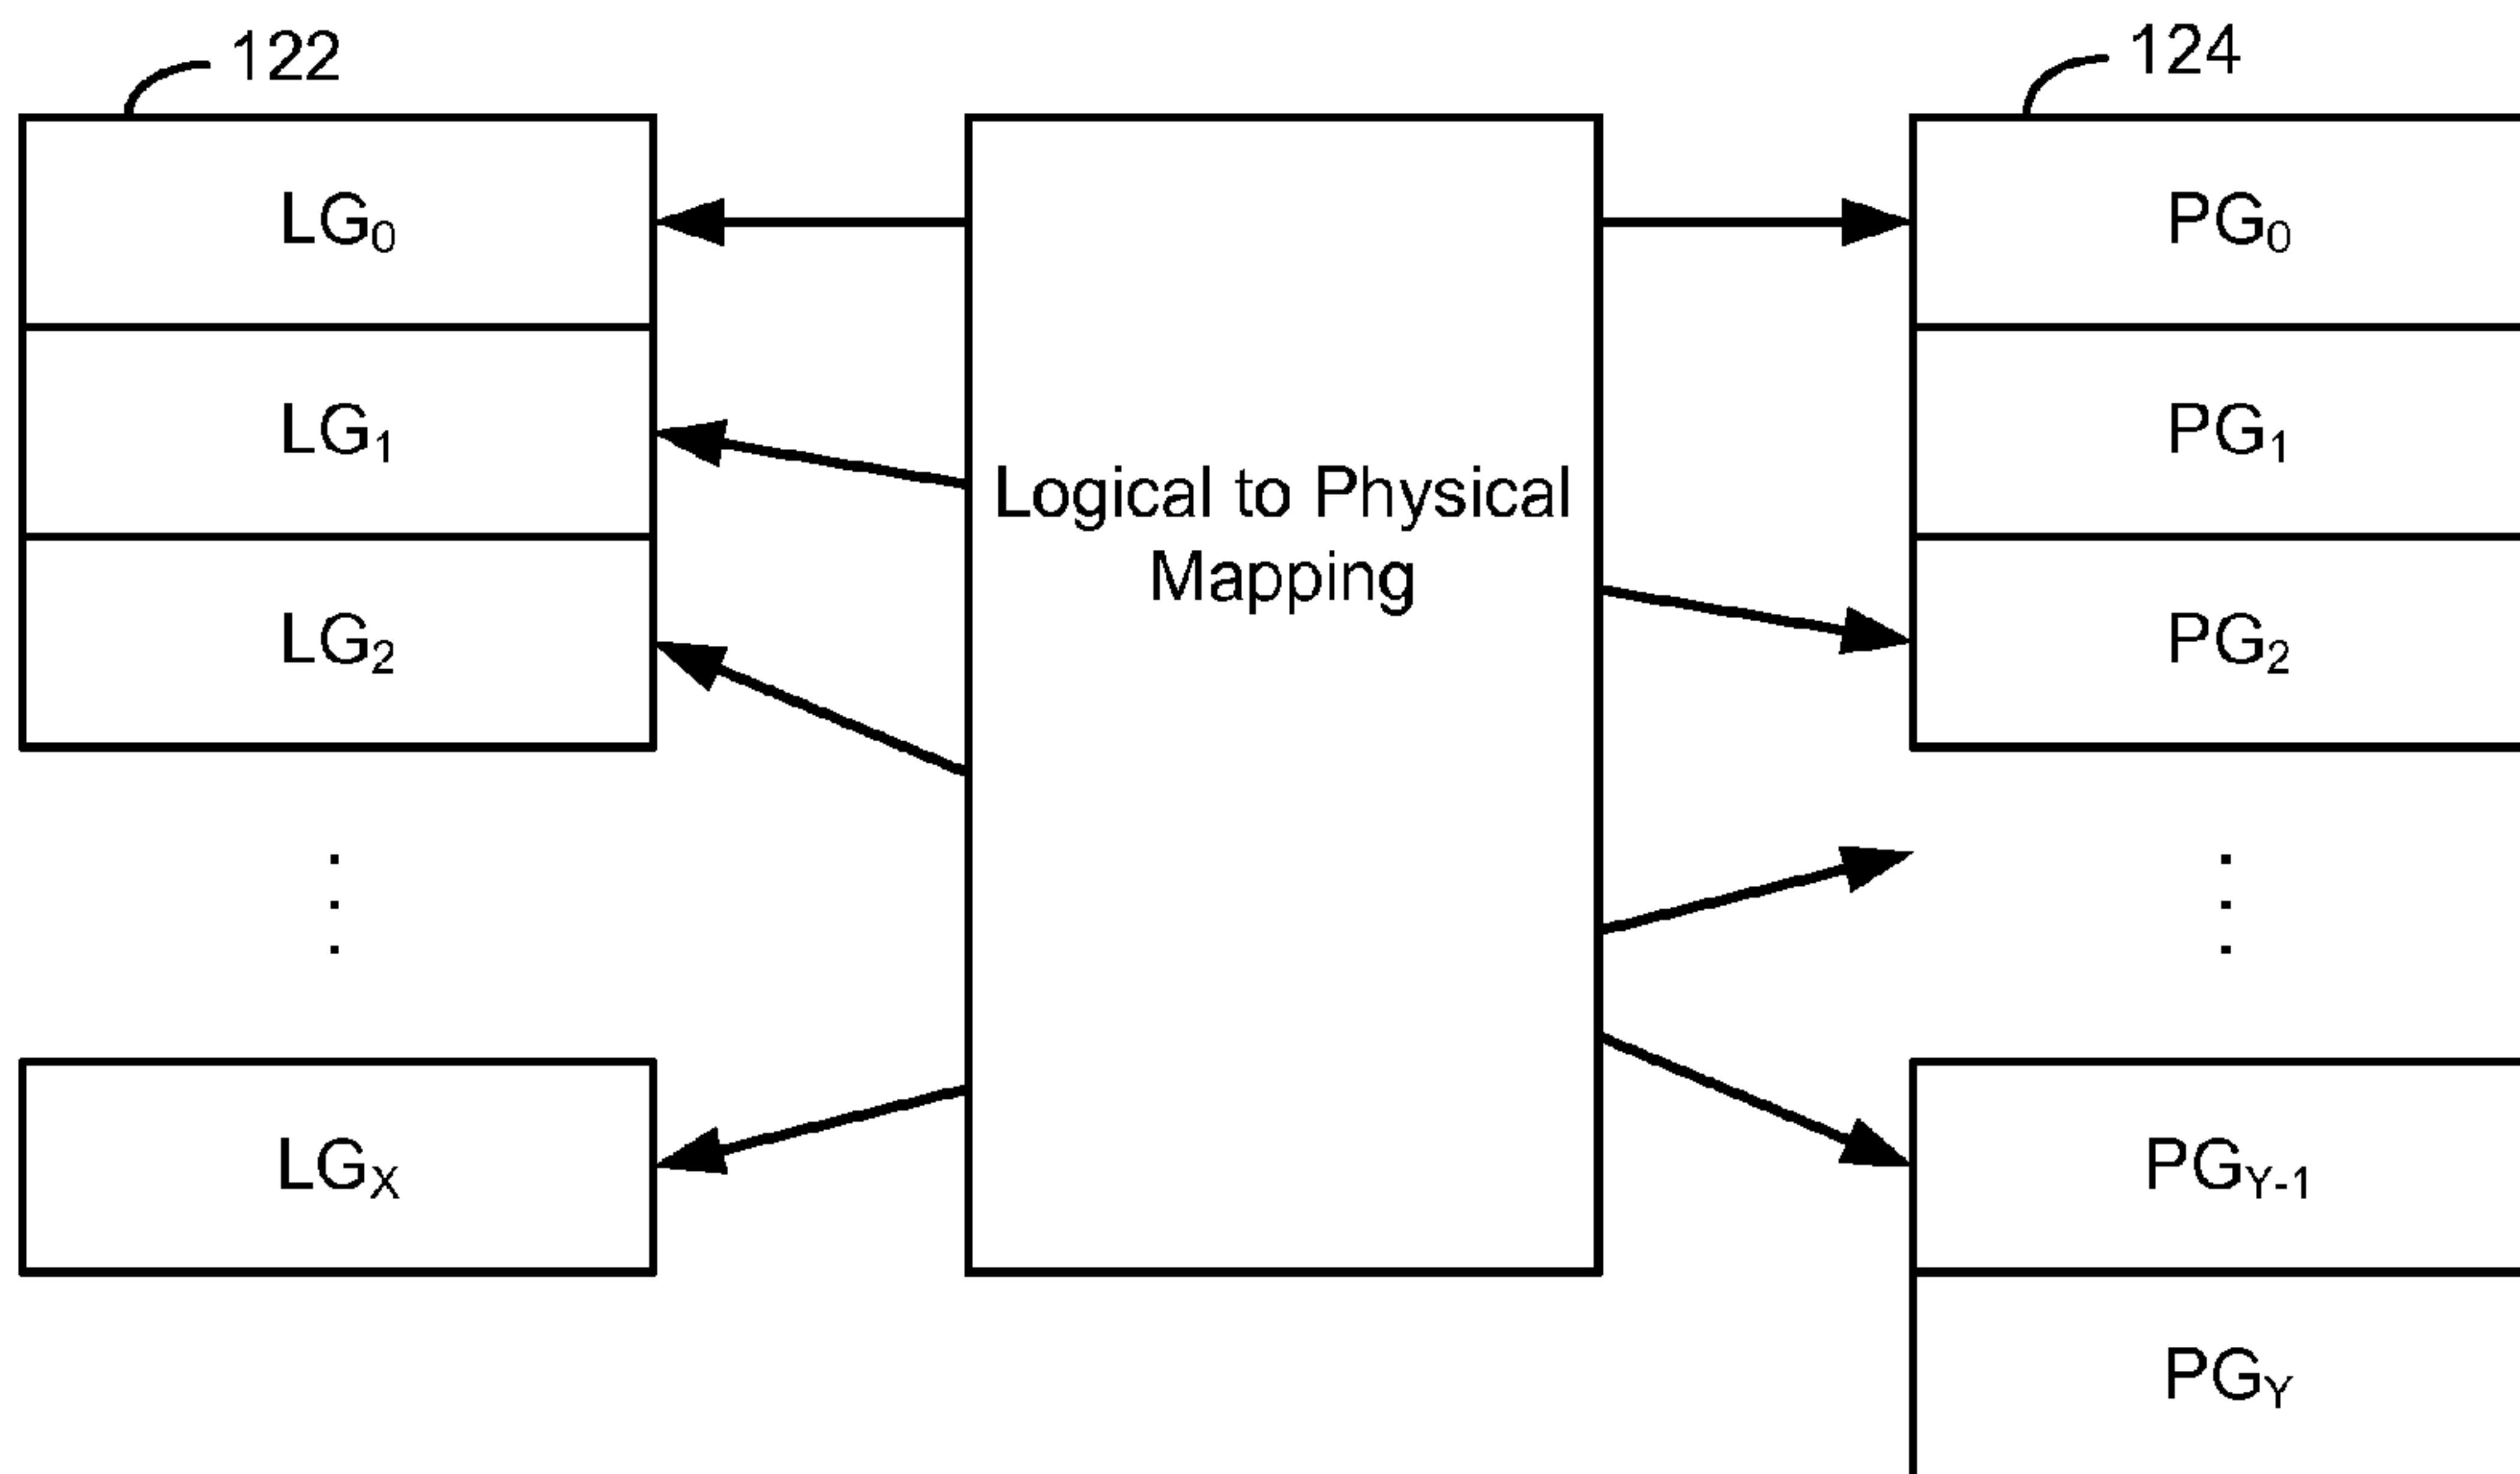 122
124
LG₀
LG₁
LG₂
LGX
Logical to Physical
Mapping
PG₀
PG₁
PG₂
PGY-1
PGY